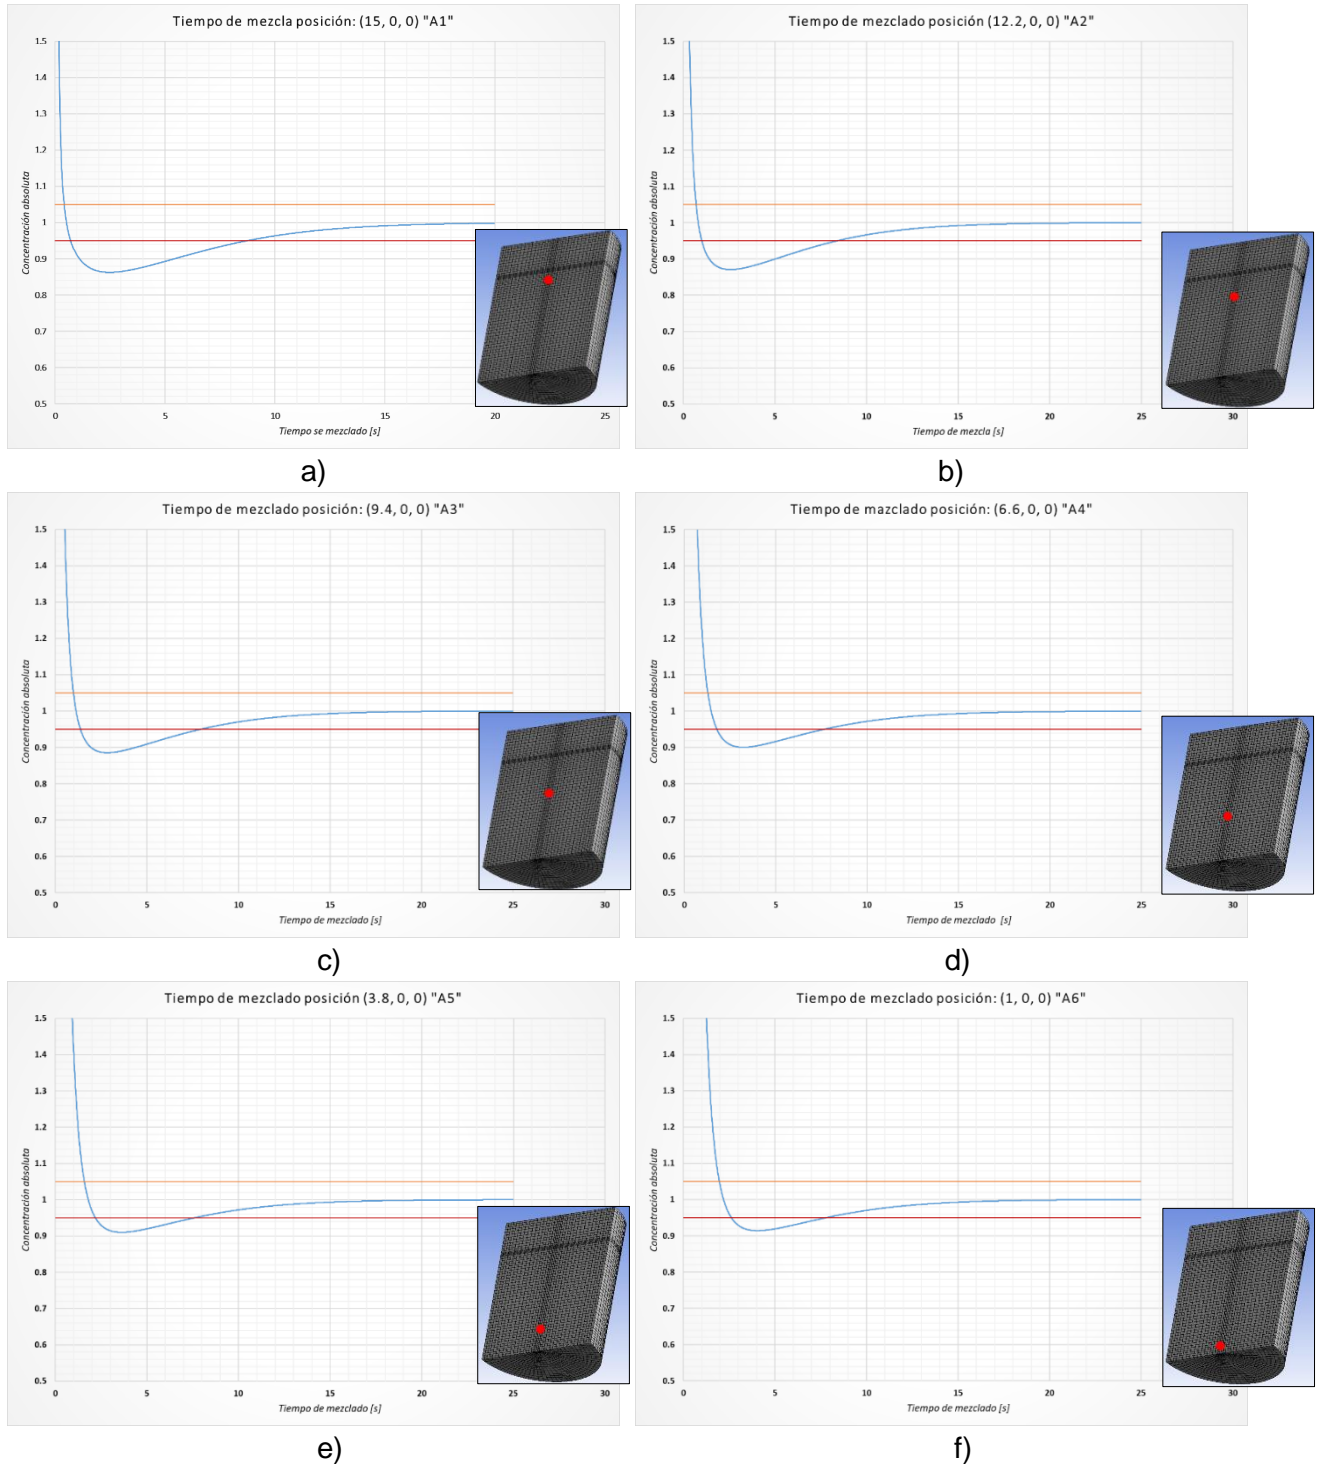 Tiempo de mezcla posición: (15, 0, 0) "A1"
1.5
1.4
1.3
1.2
1.1
1
0.9
0.8
0.7
0.6
0.5
Concentración absoluta
0 5 10 15 20 25
Tiempo se mezclado [s]
a)
Tiempo de mezclado posición (12.2, 0, 0) "A2"
1.5
1.4
1.3
1.2
1.1
1
0.9
0.8
0.7
0.6
0.5
Concentración absoluta
0 5 10 15 20 25 30
Tiempo de mezcla [s]
b)
Tiempo de mezclado posición: (9.4, 0, 0) "A3"
1.5
1.4
1.3
1.2
1.1
1
0.9
0.8
0.7
0.6
0.5
Concentración absoluta
0 5 10 15 20 25 30
Tiempo de mezclado [s]
c)
Tiempo de mazclado posición: (6.6, 0, 0) "A4"
1.5
1.4
1.3
1.2
1.1
1
0.9
0.8
0.7
0.6
0.5
Concentración absoluta
0 5 10 15 20 25 30
Tiempo de mezclado [s]
d)
Tiempo de mezclado posición (3.8, 0, 0) "A5"
1.5
1.4
1.3
1.2
1.1
1
0.9
0.8
0.7
0.6
0.5
Concentración absoluta
0 5 10 15 20 25 30
Tiempo de mezclado [s]
e)
Tiempo de mezclado posición: (1, 0, 0) "A6"
1.5
1.4
1.3
1.2
1.1
1
0.9
0.8
0.7
0.6
0.5
Concentración absoluta
0 5 10 15 20 25 30
Tiempo de mezclado [s]
f)